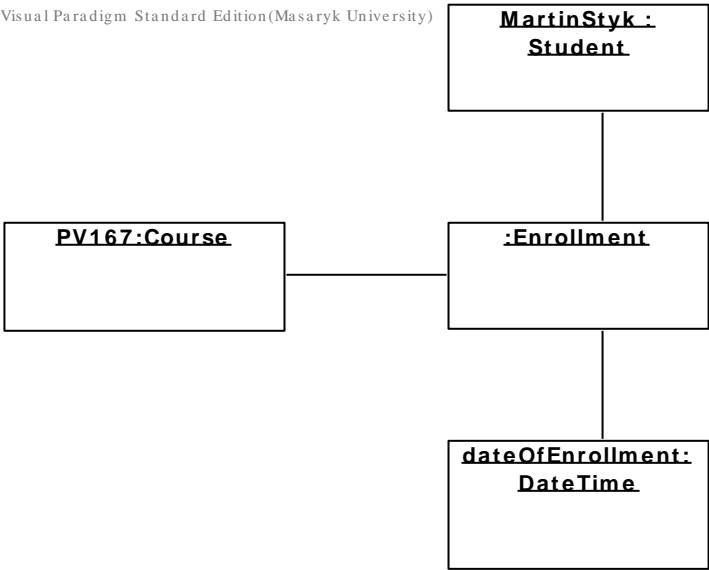 Visual Paradigm Standard Edition(Masaryk University)
MartinStyk :
Student
PV167:Course
:Enrollment
dateOfEnrollment:
DateTime